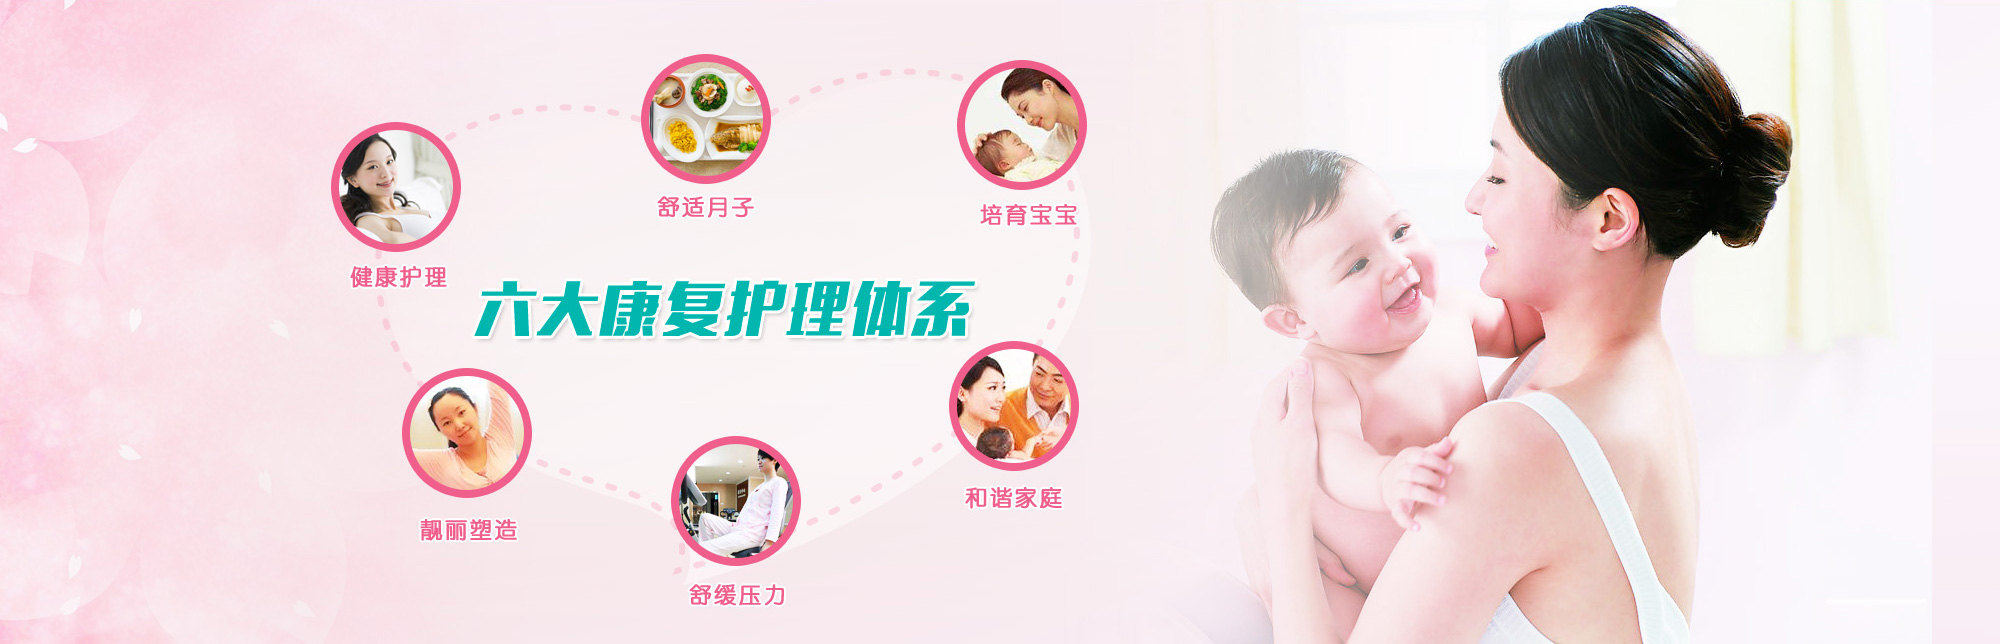 舒适月子
培育宝宝
健康护理
六大康复护理体系
和谐家庭
靓丽塑造
舒缓压力